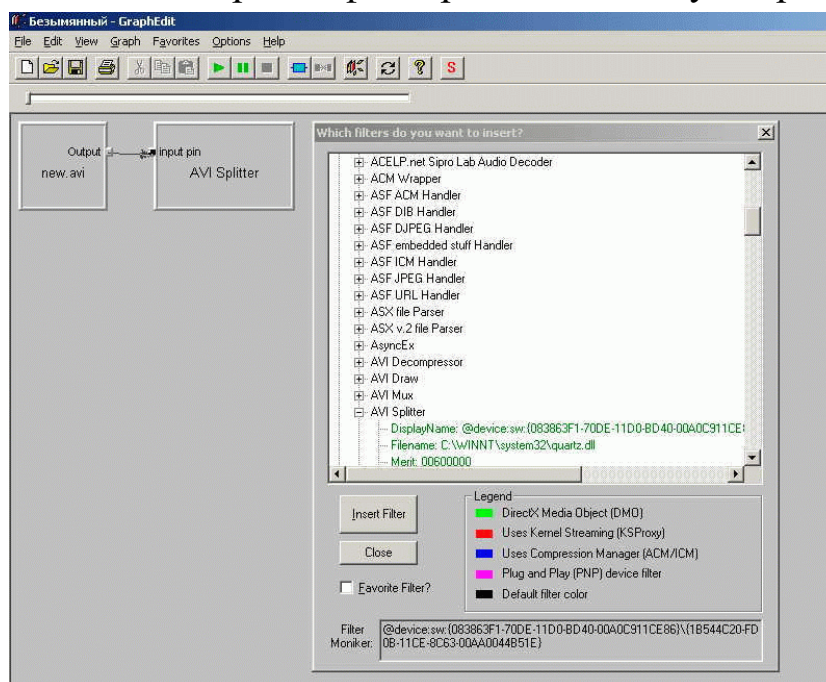 Безымянный - GraphEdit
File Edit View Graph Favorites Options Help
S
Output
input pin
new.avi
AVI Splitter
Which filters do you want to insert?
ACELP.net Sipro Lab Audio Decoder
ACM Wrapper
ASF ACM Handler
ASF DIB Handler
ASF DJPEG Handler
ASF embedded stuff Handler
ASF ICM Handler
ASF JPEG Handler
ASF URL Handler
ASX file Parser
ASX v.2 file Parser
AsyncEx
AVI Decompressor
AVI Draw
AVI Mux
AVI Splitter
DisplayName: @device:sw:{083863F1-70DE-11D0-BD40-00A0C911CE
Filename: C:\WINNT\system32\quartz.dll
Merit: 00600000
Insert Filter
Close
Favorite Filter?
Legend
DirectX Media Object (DMO)
Uses Kernel Streaming (KSProxy)
Uses Compression Manager (ACM/ICM)
Plug and Play (PNP) device filter
Default filter color
Filter Moniker:
@device:sw:{083863F1-70DE-11D0-BD40-00A0C911CE86}\{1B544C20-FD
0B-11CE-8C63-00AA0044B51E}